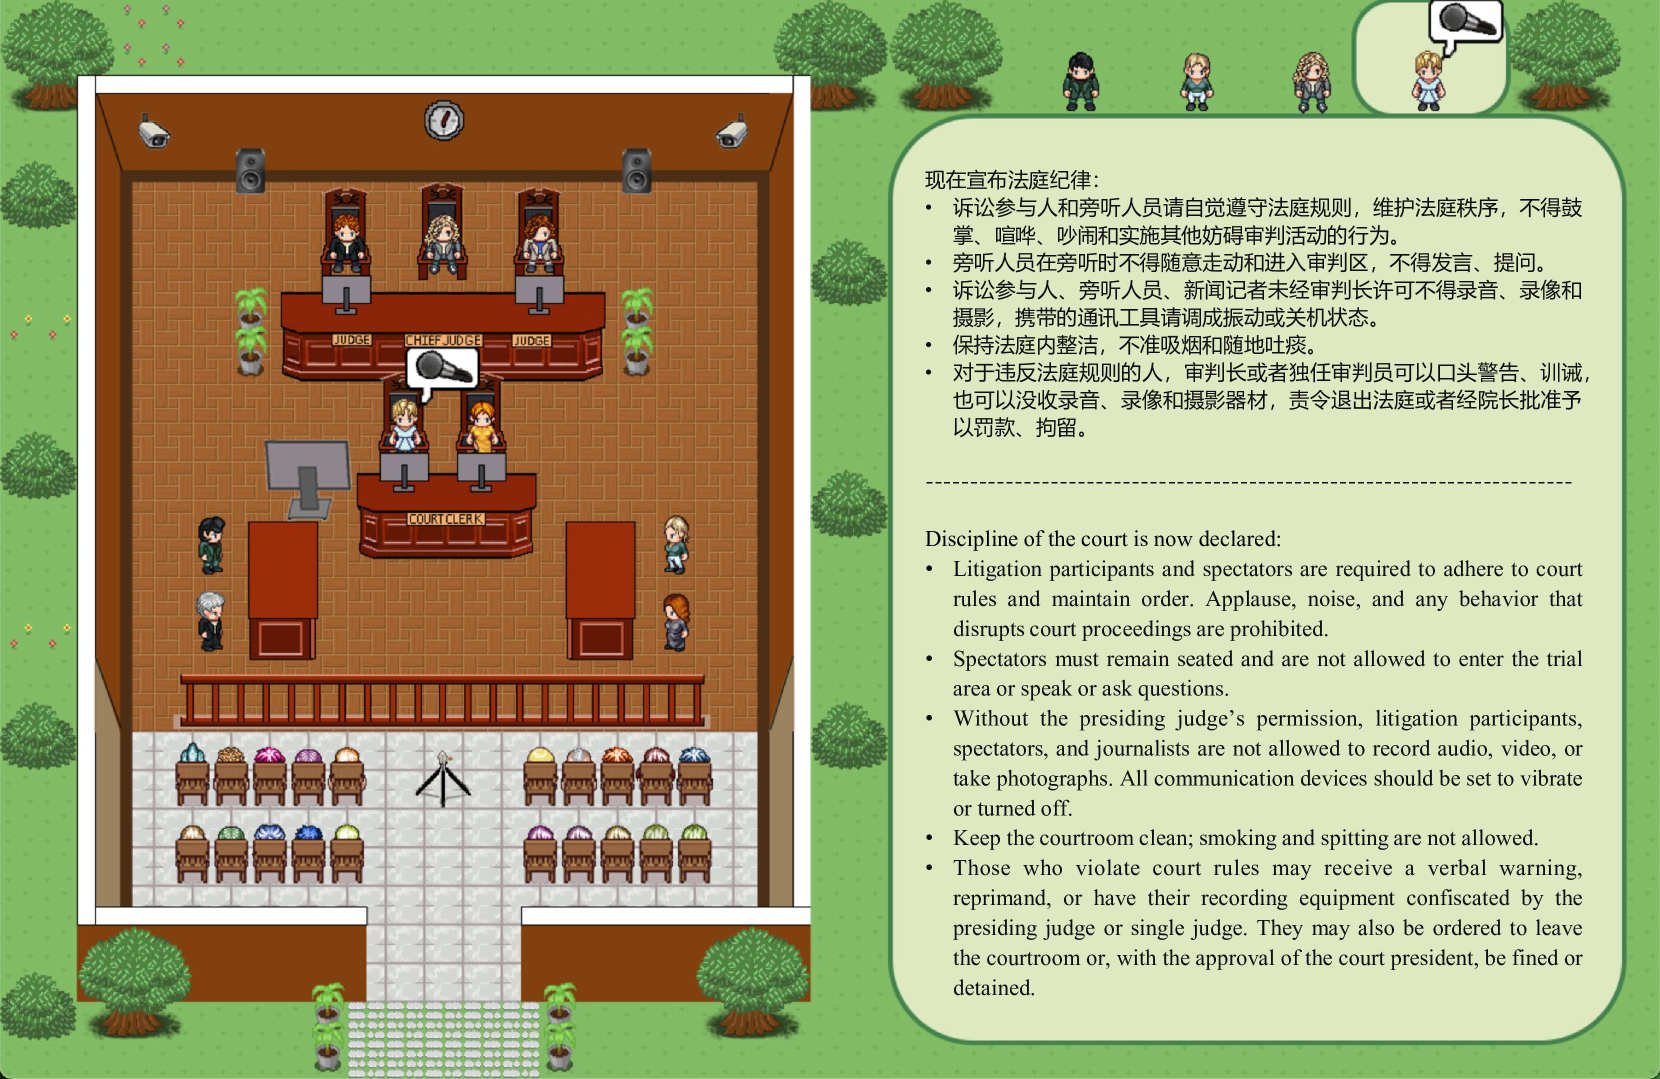 JUDGE
CHIEF JUDGE
JUDGE
COURT CLERK
现在宣布法庭纪律：
• 诉讼参与人和旁听人员请自觉遵守法庭规则，维护法庭秩序，不得鼓
掌、喧哗、吵闹和实施其他妨碍审判活动的行为。
• 旁听人员在旁听时不得随意走动和进入审判区，不得发言、提问。
• 诉讼参与人、旁听人员、新闻记者未经审判长许可不得录音、录像和
摄影，携带的通讯工具请调成振动或关机状态。
• 保持法庭内整洁，不准吸烟和随地吐痰。
• 对于违反法庭规则的人，审判长或者独任审判员可以口头警告、训诫，
也可以没收录音、录像和摄影器材，责令退出法庭或者经院长批准予
以罚款、拘留。
Discipline of the court is now declared:
• Litigation participants and spectators are required to adhere to court
rules and maintain order. Applause, noise, and any behavior that
disrupts court proceedings are prohibited.
• Spectators must remain seated and are not allowed to enter the trial
area or speak or ask questions.
• Without the presiding judge’s permission, litigation participants,
spectators, and journalists are not allowed to record audio, video, or
take photographs. All communication devices should be set to vibrate
or turned off.
• Keep the courtroom clean; smoking and spitting are not allowed.
• Those who violate court rules may receive a verbal warning,
reprimand, or have their recording equipment confiscated by the
presiding judge or single judge. They may also be ordered to leave
the courtroom or, with the approval of the court president, be fined or
detained.